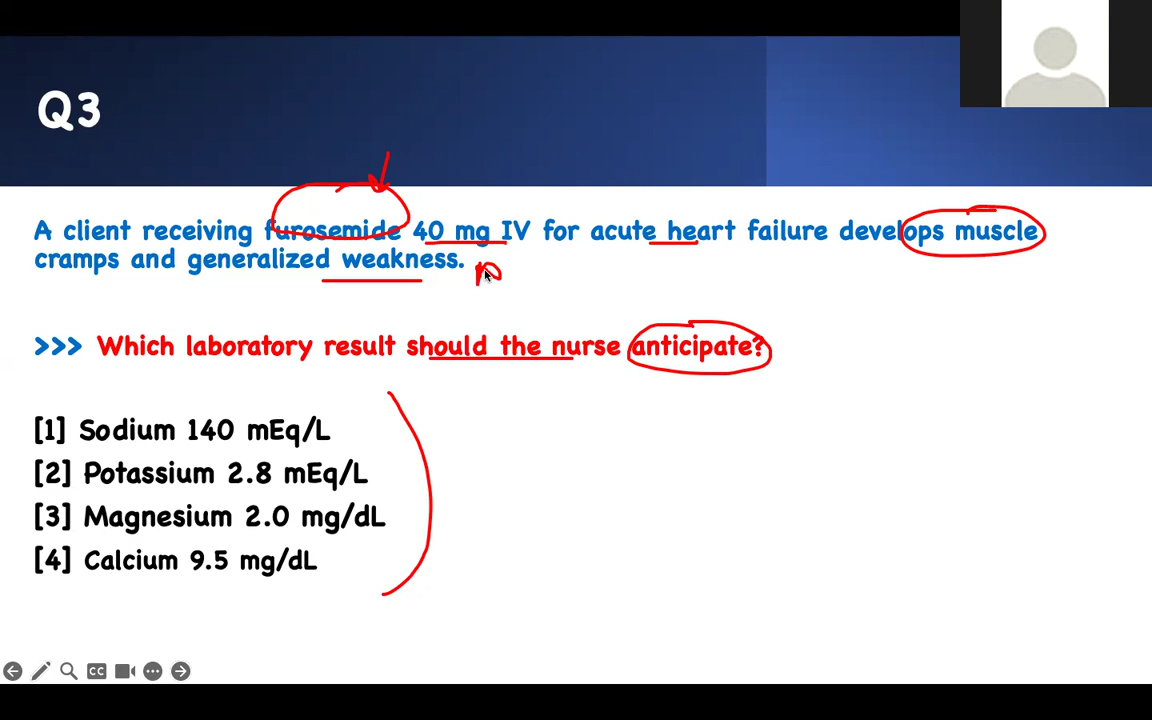 Q3
A client receiving furosemide 40 mg IV for acute heart failure develops muscle
cramps and generalized weakness.
>>> Which laboratory result should the nurse anticipate?
[1] Sodium 140 mEq/L
[2] Potassium 2.8 mEq/L
[3] Magnesium 2.0 mg/dL
[4] Calcium 9.5 mg/dL
CC